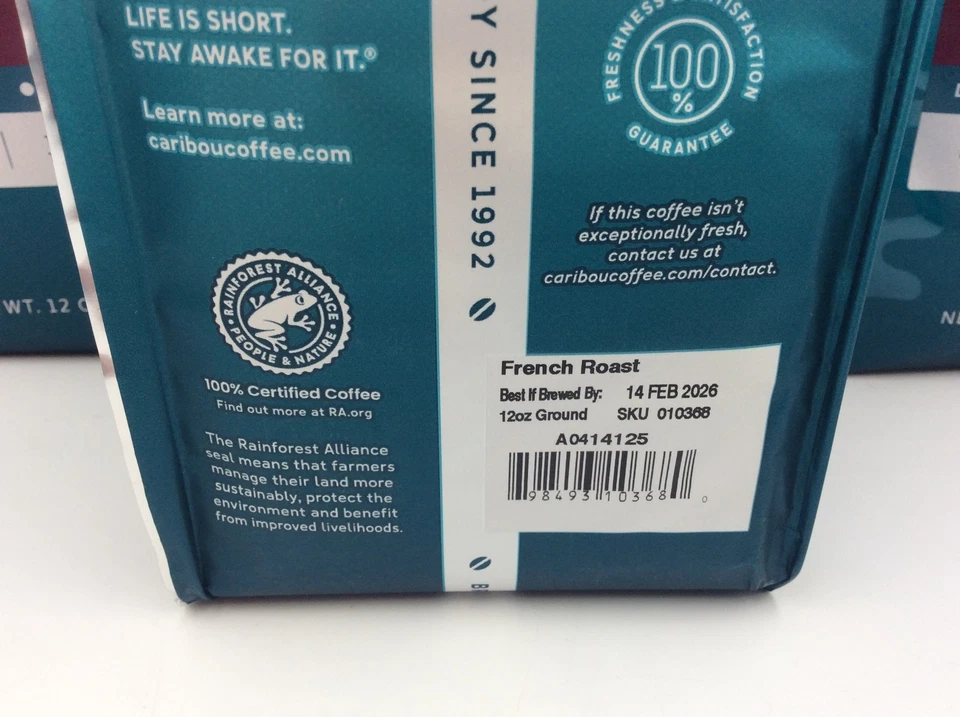 LIFE IS SHORT.
STAY AWAKE FOR IT.®
Learn more at:
cariboucoffee.com
RAINFOREST ALLIANCE
PEOPLE & NATURE
100% Certified Coffee
Find out more at RA.org
The Rainforest Alliance
seal means that farmers
manage their land more
sustainably, protect the
environment and benefit
from improved livelihoods.
Y SINCE 1992
FRESHNESS & SATISFACTION
100
%
GUARANTEE
If this coffee isn't
exceptionally fresh,
contact us at
cariboucoffee.com/contact.
French Roast
Best If Brewed By: 14 FEB 2026
12oz Ground SKU 010368
A0414125
98493 10368 0
WT. 12